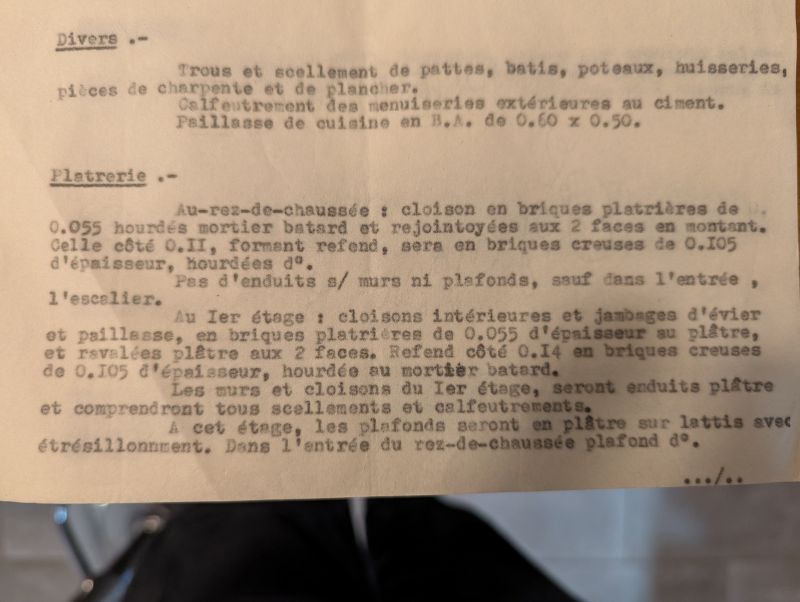 Divers .-
Trous et scellement de pattes, batis, poteaux, huisseries,
pièces de charpente et de plancher.
Calfeutrement des menuiseries extérieures au ciment.
Paillasse de cuisine en B.A. de 0.60 x 0.50.
Platrerie .-
Au-rez-de-chaussée : cloison en briques platrières de
0.055 hourdés mortier batard et rejointoyées aux 2 faces en montant.
Celle côté 0.II, formant refend, sera en briques creuses de 0.I05
d'épaisseur, hourdées d°.
Pas d'enduits s/ murs ni plafonds, sauf dans l'entrée ,
l'escalier.
Au Ier étage : cloisons intérieures et jambages d'évier
et paillasse, en briques platrières de 0.055 d'épaisseur au plâtre,
et ravalées plâtre aux 2 faces. Refend côté 0.I4 en briques creuses
de 0.I05 d'épaisseur, hourdée au mortier batard.
Les murs et cloisons du Ier étage, seront enduits plâtre
et comprendront tous scellements et calfeutrements.
A cet étage, les plafonds seront en plâtre sur lattis avec
étrésillonnment. Dans l'entrée du rez-de-chaussée plafond d°.
.../..